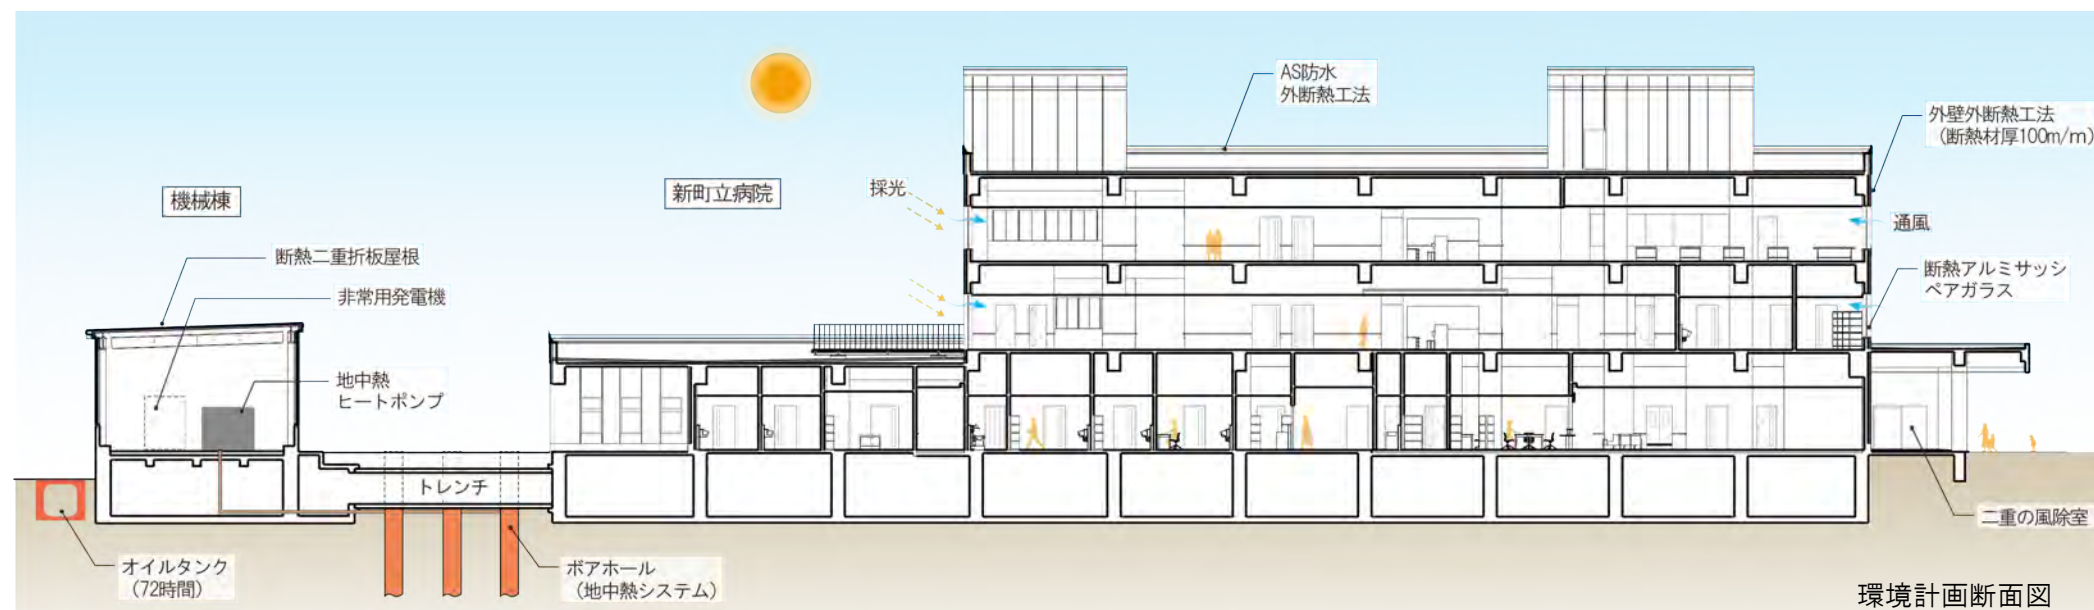 AS防水
外断熱工法
外壁外断熱工法
（断熱材厚100m/m）
機械棟
新町立病院
採光
通風
断熱二重折板屋根
断熱アルミサッシ
ペアガラス
非常用発電機
地中熱
ヒートポンプ
トレンチ
二重の風除室
オイルタンク
（72時間）
ボアホール
（地中熱システム）
環境計画断面図